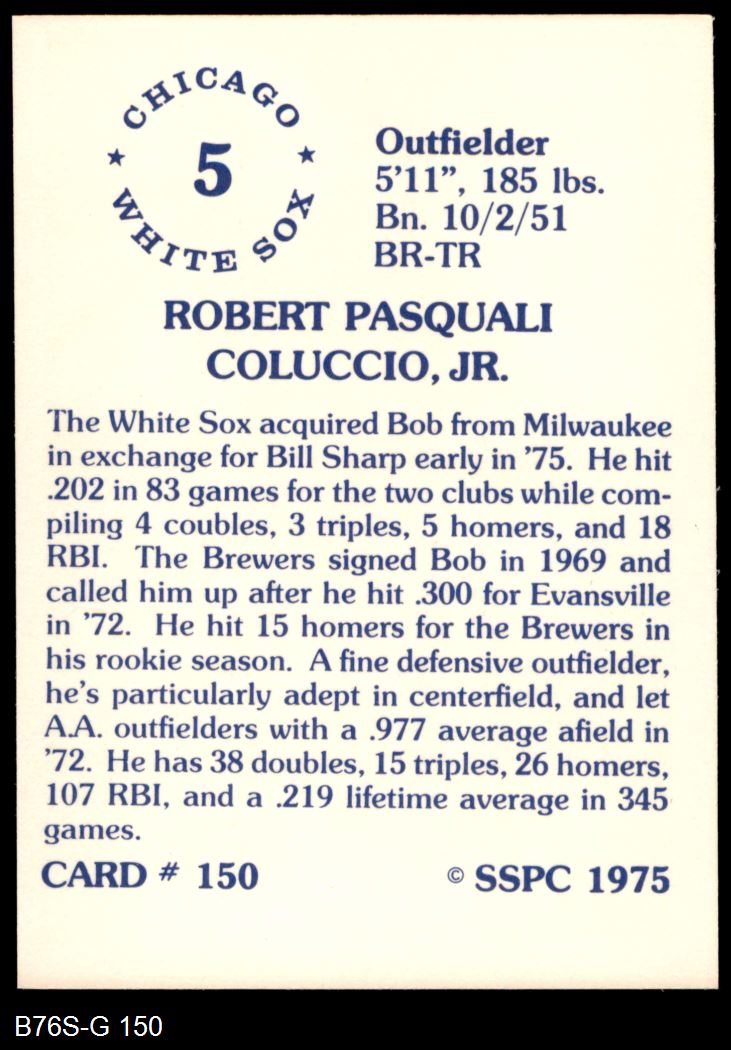 CHICAGO
5
WHITE SOX
Outfielder
5'11”, 185 lbs.
Bn. 10/2/51
BR-TR
ROBERT PASQUALI
COLUCCIO, JR.
The White Sox acquired Bob from Milwaukee
in exchange for Bill Sharp early in ’75. He hit
.202 in 83 games for the two clubs while com-
piling 4 coubles, 3 triples, 5 homers, and 18
RBI. The Brewers signed Bob in 1969 and
called him up after he hit .300 for Evansville
in ’72. He hit 15 homers for the Brewers in
his rookie season. A fine defensive outfielder,
he’s particularly adept in centerfield, and let
A.A. outfielders with a .977 average afield in
’72. He has 38 doubles, 15 triples, 26 homers,
107 RBI, and a .219 lifetime average in 345
games.
CARD # 150
© SSPC 1975
B76S-G 150